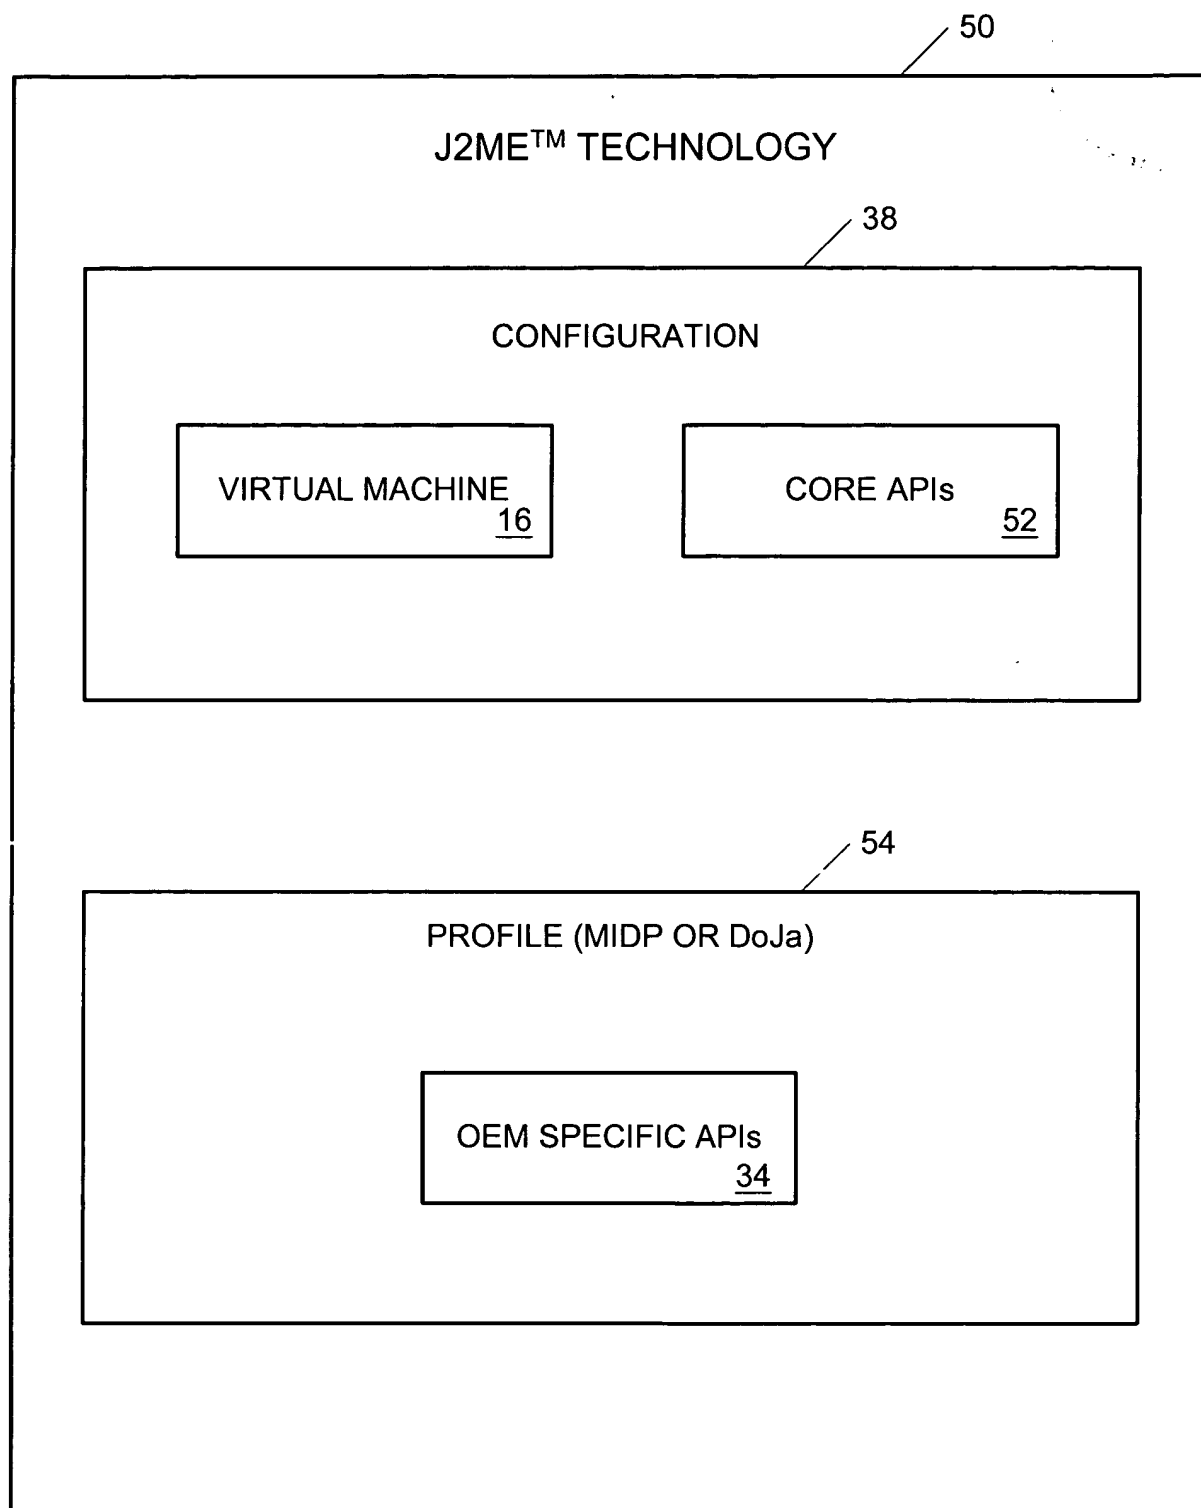 50
J2ME™ TECHNOLOGY
38
CONFIGURATION
VIRTUAL MACHINE
16
CORE APIs
52
54
PROFILE (MIDP OR DoJa)
OEM SPECIFIC APIs
34